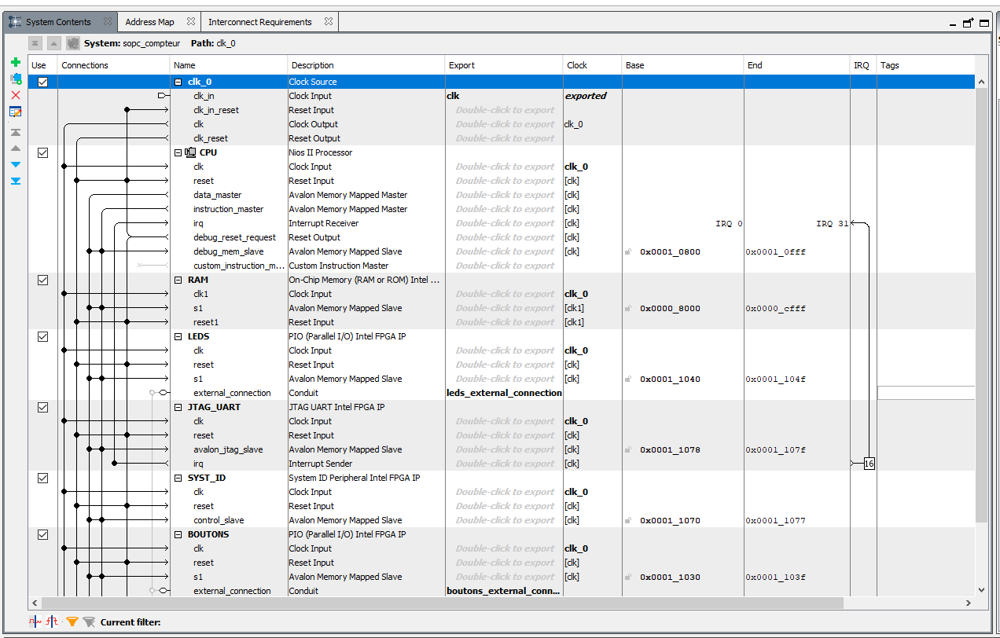 System Contents Address Map Interconnect Requirements
System: sopc_compteur Path: clk_0
Use Connections Name Description Export Clock Base End IRQ Tags
clk_0 Clock Source
clk_in Clock Input clk exported
clk_in_reset Reset Input Double-click to export
clk Clock Output Double-click to export clk_0
clk_reset Reset Output Double-click to export
CPU Nios II Processor
clk Clock Input Double-click to export clk_0
reset Reset Input Double-click to export [clk]
data_master Avalon Memory Mapped Master Double-click to export [clk]
instruction_master Avalon Memory Mapped Master Double-click to export [clk]
irq Interrupt Receiver Double-click to export [clk] IRQ 0 IRQ 31
debug_reset_request Reset Output Double-click to export [clk]
debug_mem_slave Avalon Memory Mapped Slave Double-click to export [clk] 0x0001_0800 0x0001_0fff
custom_instruction_m... Custom Instruction Master Double-click to export
RAM On-Chip Memory (RAM or ROM) Intel ...
clk1 Clock Input Double-click to export clk_0
s1 Avalon Memory Mapped Slave Double-click to export [clk1] 0x0000_8000 0x0000_cfff
reset1 Reset Input Double-click to export [clk1]
LEDS PIO (Parallel I/O) Intel FPGA IP
clk Clock Input Double-click to export clk_0
reset Reset Input Double-click to export [clk]
s1 Avalon Memory Mapped Slave Double-click to export [clk] 0x0001_1040 0x0001_104f
external_connection Conduit leds_external_connection
JTAG_UART JTAG UART Intel FPGA IP
clk Clock Input Double-click to export clk_0
reset Reset Input Double-click to export [clk]
avalon_jtag_slave Avalon Memory Mapped Slave Double-click to export [clk] 0x0001_1078 0x0001_107f
irq Interrupt Sender Double-click to export [clk] 16
SYST_ID System ID Peripheral Intel FPGA IP
clk Clock Input Double-click to export clk_0
reset Reset Input Double-click to export [clk]
control_slave Avalon Memory Mapped Slave Double-click to export [clk] 0x0001_1070 0x0001_1077
BOUTONS PIO (Parallel I/O) Intel FPGA IP
clk Clock Input Double-click to export clk_0
reset Reset Input Double-click to export [clk]
s1 Avalon Memory Mapped Slave Double-click to export [clk] 0x0001_1030 0x0001_103f
external_connection Conduit boutons_external_conn...
Current filter: